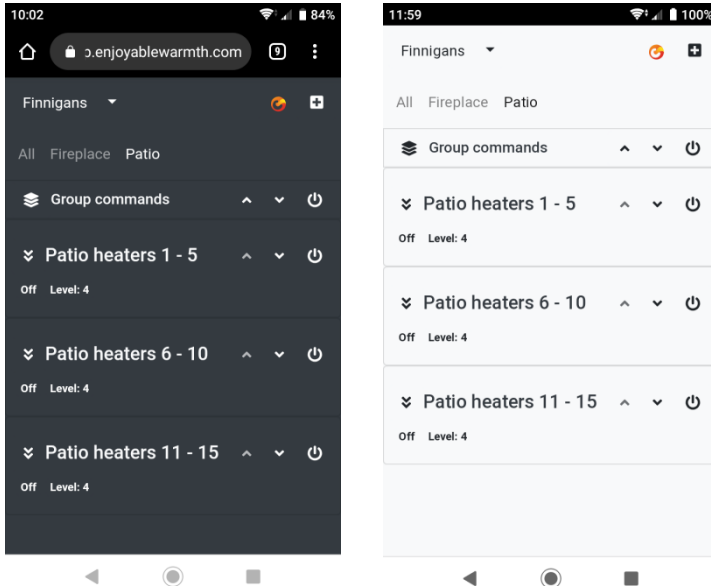 10:02 84%
ɔ.enjoyablewarmth.com 9
Finnigans
All Fireplace Patio
Group commands
Patio heaters 1 - 5
Off Level: 4
Patio heaters 6 - 10
Off Level: 4
Patio heaters 11 - 15
Off Level: 4
11:59 100%
Finnigans
All Fireplace Patio
Group commands
Patio heaters 1 - 5
Off Level: 4
Patio heaters 6 - 10
Off Level: 4
Patio heaters 11 - 15
Off Level: 4